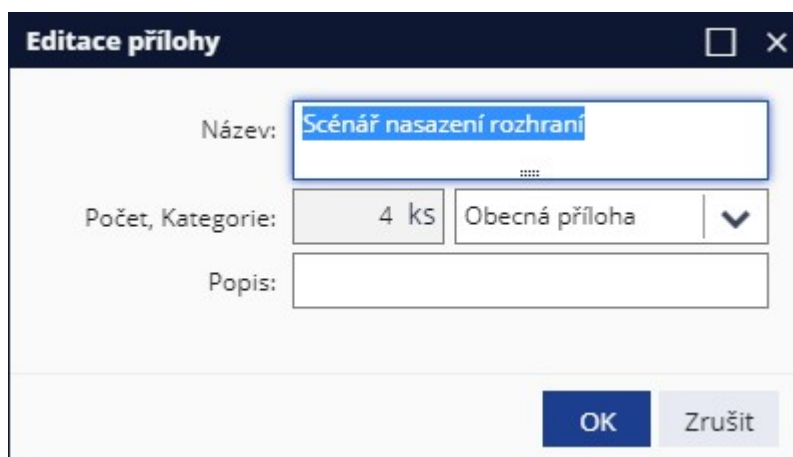 Editace přílohy
Název: Scénář nasazení rozhraní
Počet, Kategorie: 4 ks Obecná příloha
Popis:
OK Zrušit